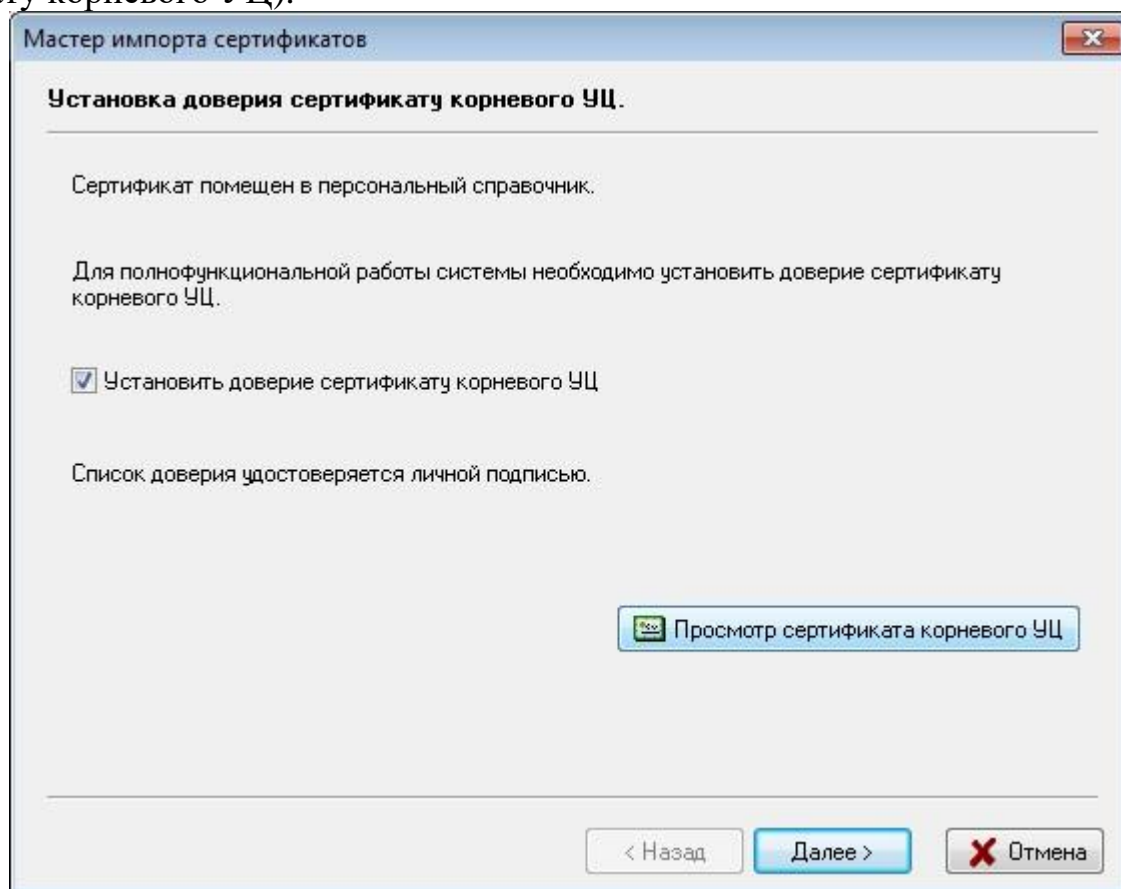 корневого УЦ).
Мастер импорта сертификатов
Установка доверия сертификату корневого УЦ.
Сертификат помещен в персональный справочник.
Для полнофункциональной работы системы необходимо установить доверие сертификату
корневого УЦ.
Установить доверие сертификату корневого УЦ
Список доверия удостоверяется личной подписью.
Просмотр сертификата корневого УЦ
< Назад Далее > Отмена